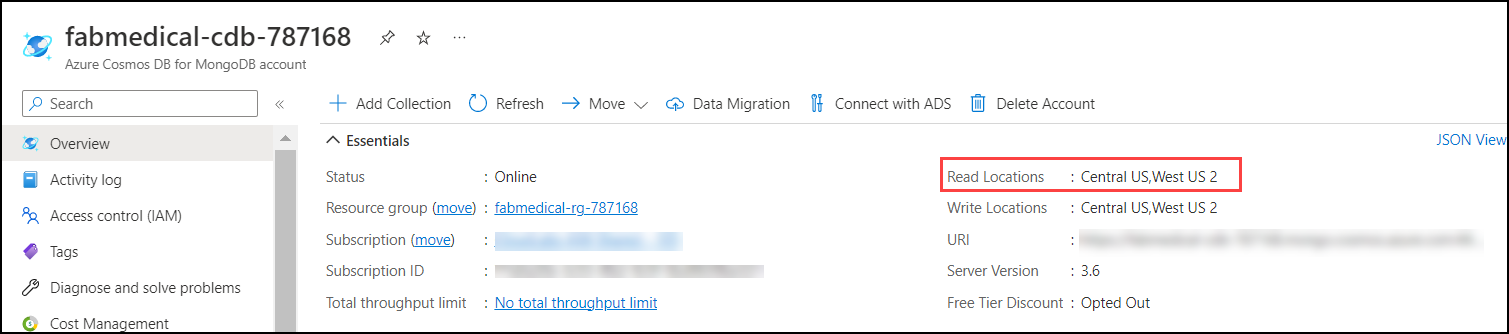 fabmedical-cdb-787168
Azure Cosmos DB for MongoDB account
Search
Overview
Activity log
Access control (IAM)
Tags
Diagnose and solve problems
Cost Management
Add Collection Refresh Move Data Migration Connect with ADS Delete Account
Essentials
JSON View
Status : Online
Resource group (move) : fabmedical-rg-787168
Subscription (move) :
Subscription ID :
Total throughput limit : No total throughput limit
Read Locations : Central US,West US 2
Write Locations : Central US,West US 2
URI :
Server Version : 3.6
Free Tier Discount : Opted Out